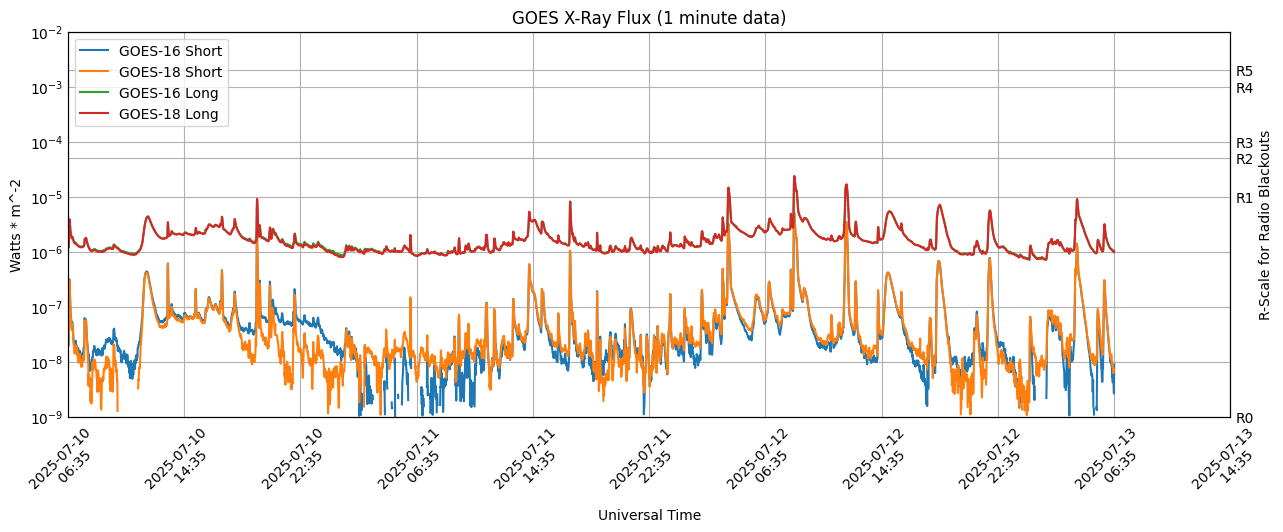 GOES X-Ray Flux (1 minute data)
GOES-16 Short
GOES-18 Short
GOES-16 Long
GOES-18 Long
Watts * m^-2
10^-2
10^-3
10^-4
10^-5
10^-6
10^-7
10^-8
10^-9
R5
R4
R3
R2
R1
R0
R-Scale for Radio Blackouts
2025-07-10
06:35
2025-07-10
14:35
2025-07-10
22:35
2025-07-11
06:35
2025-07-11
14:35
2025-07-11
22:35
2025-07-12
06:35
2025-07-12
14:35
2025-07-12
22:35
2025-07-13
06:35
2025-07-13
14:35
Universal Time